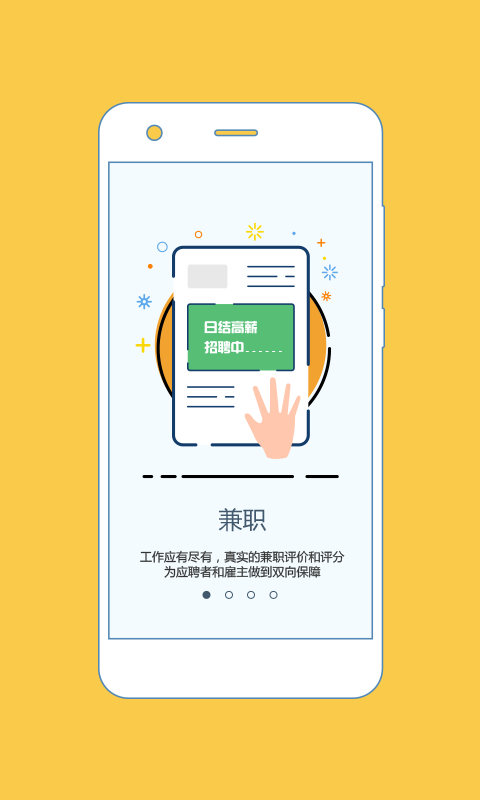 日结高薪
招聘中
兼职
工作应有尽有，真实的兼职评价和评分
为应聘者和雇主做到双向保障